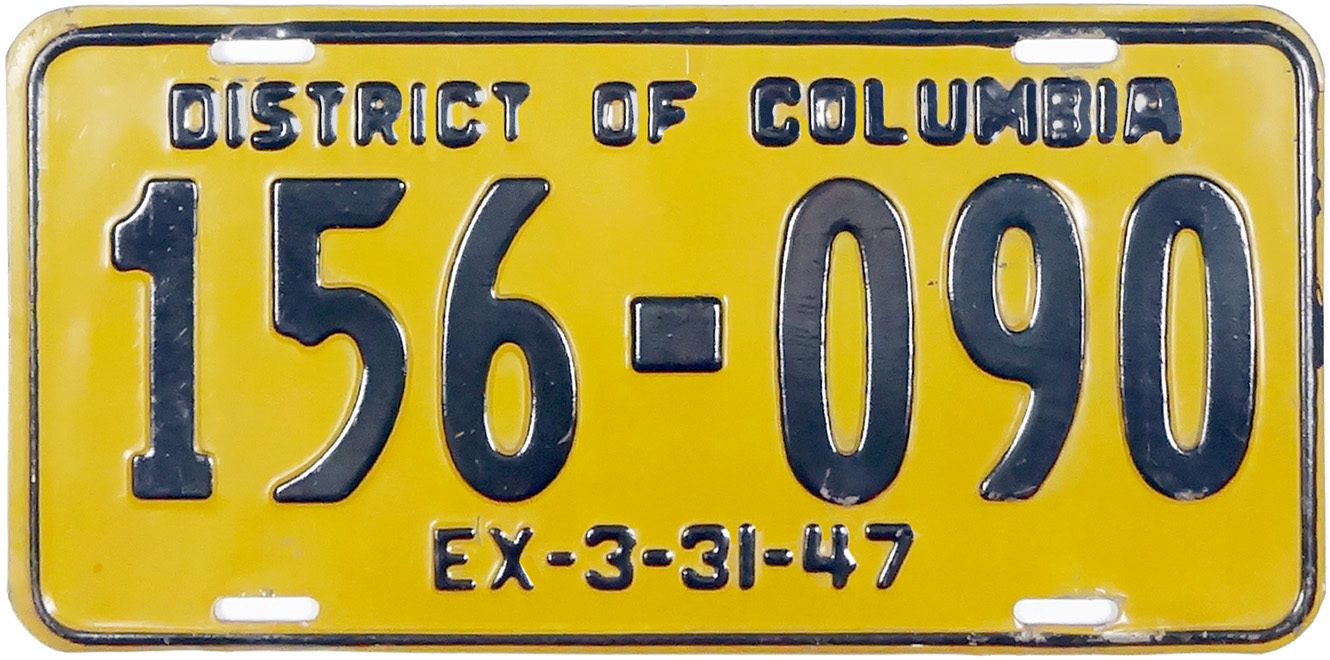 DISTRICT OF COLUMBIA
156-090
EX-3-31-47